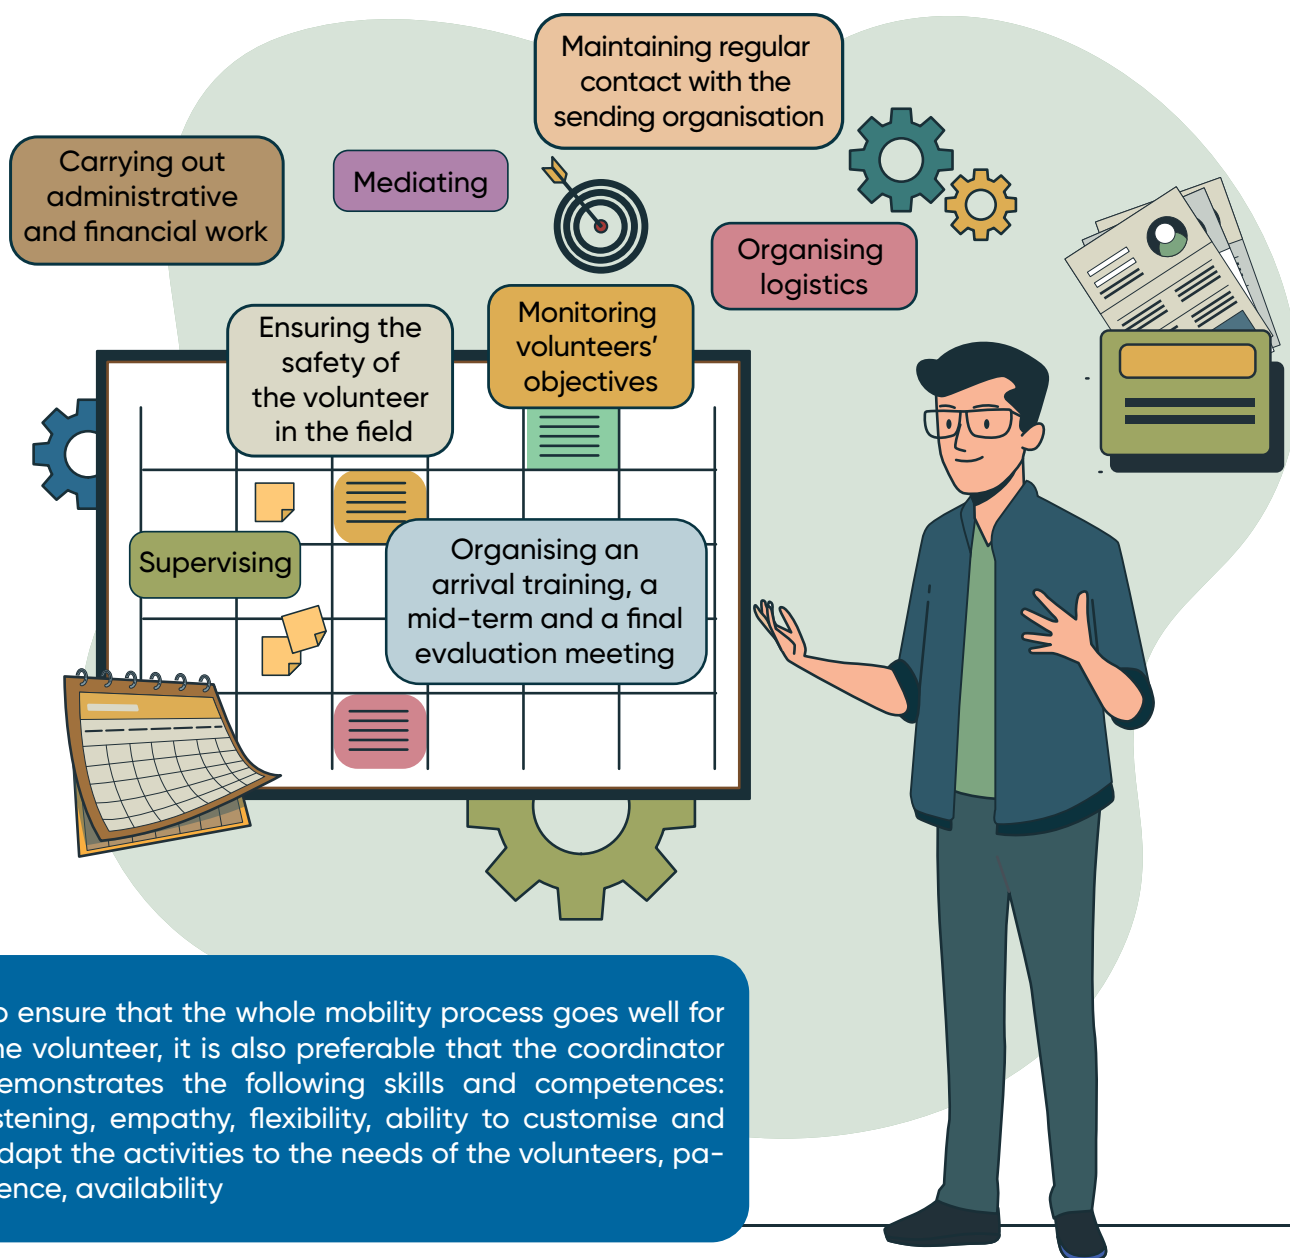 Maintaining regular
contact with the
sending organisation
Carrying out
administrative
and financial work
Mediating
Organising
logistics
Ensuring the
safety of
the volunteer
in the field
Monitoring
volunteers’
objectives
Supervising
Organising an
arrival training, a
mid-term and a final
evaluation meeting
o ensure that the whole mobility process goes well for
he volunteer, it is also preferable that the coordinator
emonstrates the following skills and competences:
stening, empathy, flexibility, ability to customise and
dapt the activities to the needs of the volunteers, pa-
ence, availability